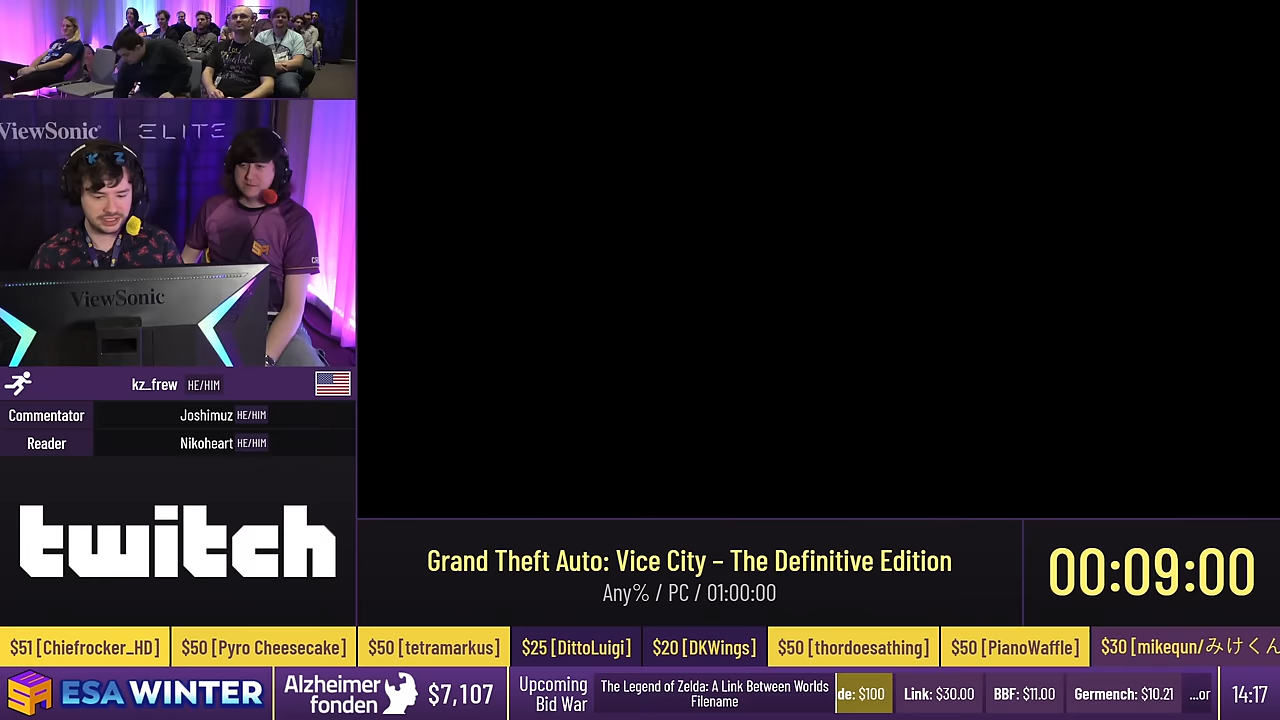 ViewSonic | ELITE
K Z
ViewSonic
kz_frew HE/HIM
Commentator Joshimuz HE/HIM
Reader Nikoheart HE/HIM
twitch
Grand Theft Auto: Vice City – The Definitive Edition
Any% / PC / 01:00:00
00:09:00
$51 [Chiefrocker_HD] $50 [Pyro Cheesecake] $50 [tetramarkus] $25 [DittoLuigi] $20 [DKWings] $50 [thordoesathing] $50 [PianoWaffle] $30 [mikequn/みけくん
ESA WINTER
Alzheimer
fonden
$7,107
Upcoming
Bid War
The Legend of Zelda: A Link Between Worlds
Filename
de: $100 Link: $30.00 BBF: $11.00 Germench: $10.21 ...or
14:17